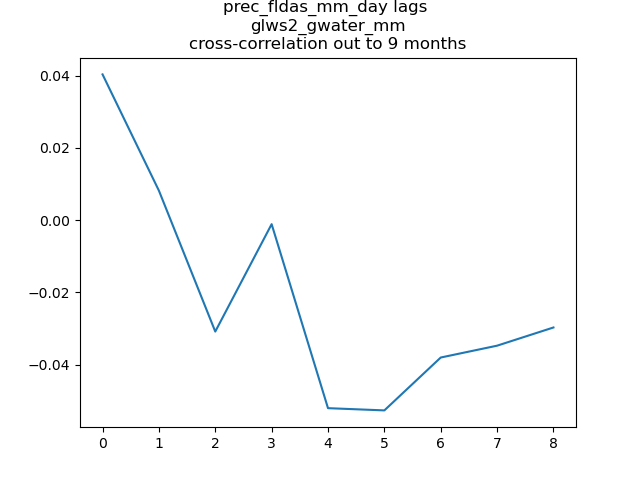 prec_fldas_mm_day lags
glws2_gwater_mm
cross-correlation out to 9 months
0.04
0.02
0.00
−0.02
−0.04
0 1 2 3 4 5 6 7 8